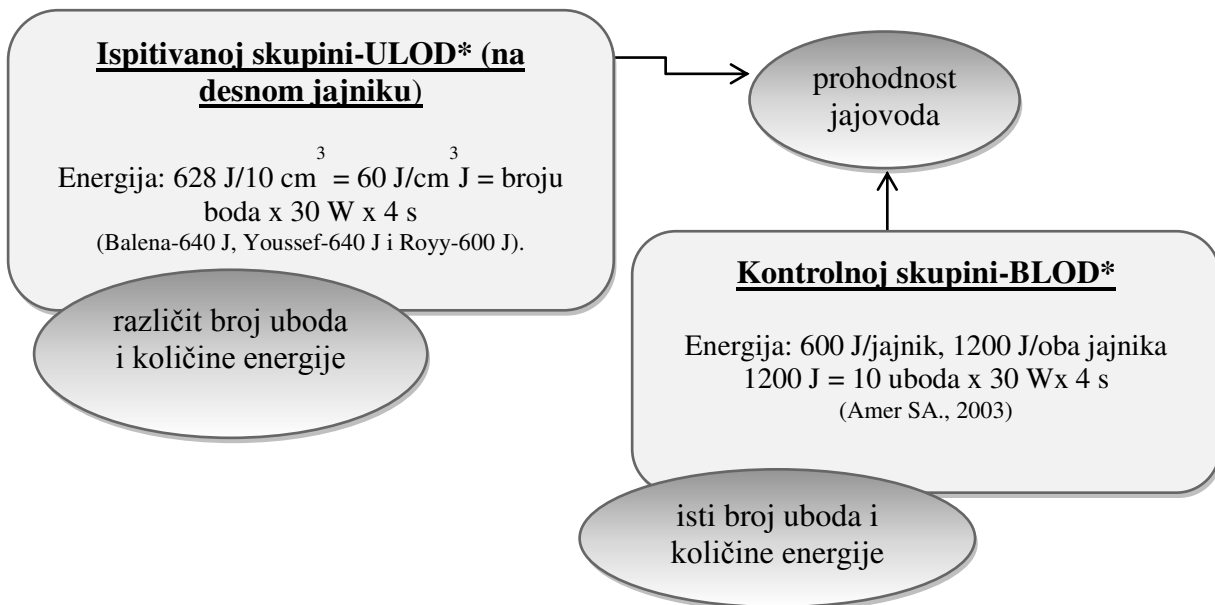 Ispitivanoj skupini-ULOD* (na
desnom jajniku)
Energija: 628 J/10 cm³ = 60 J/cm³J = broju
boda x 30 W x 4 s
(Balena-640 J, Youssef-640 J i Royy-600 J).
različit broj uboda
i količine energije
prohodnost
jajovoda
Kontrolnoj skupini-BLOD*
Energija: 600 J/jajnik, 1200 J/oba jajnika
1200 J = 10 uboda x 30 Wx 4 s
(Amer SA., 2003)
isti broj uboda i
količine energije